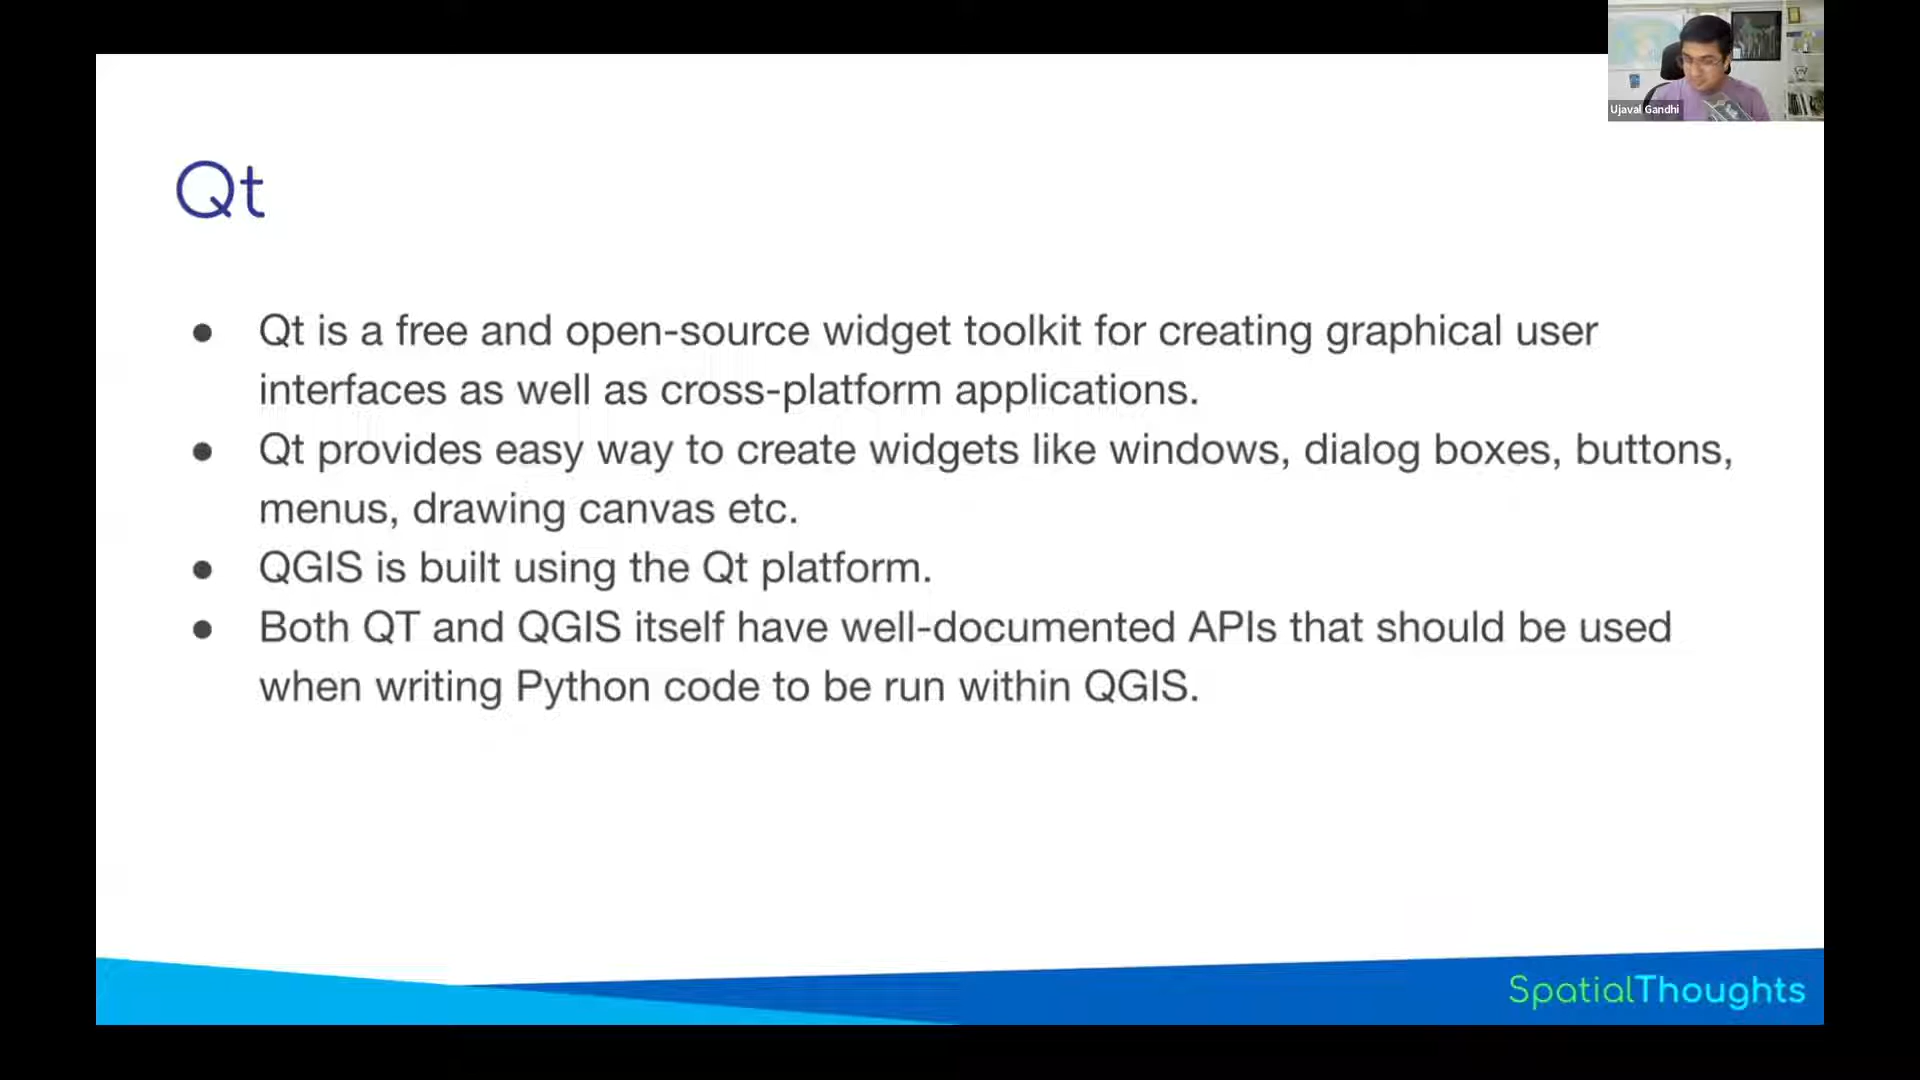 Ujaval Gandhi
Qt
● Qt is a free and open-source widget toolkit for creating graphical user
interfaces as well as cross-platform applications.
● Qt provides easy way to create widgets like windows, dialog boxes, buttons,
menus, drawing canvas etc.
● QGIS is built using the Qt platform.
● Both QT and QGIS itself have well-documented APIs that should be used
when writing Python code to be run within QGIS.
SpatialThoughts